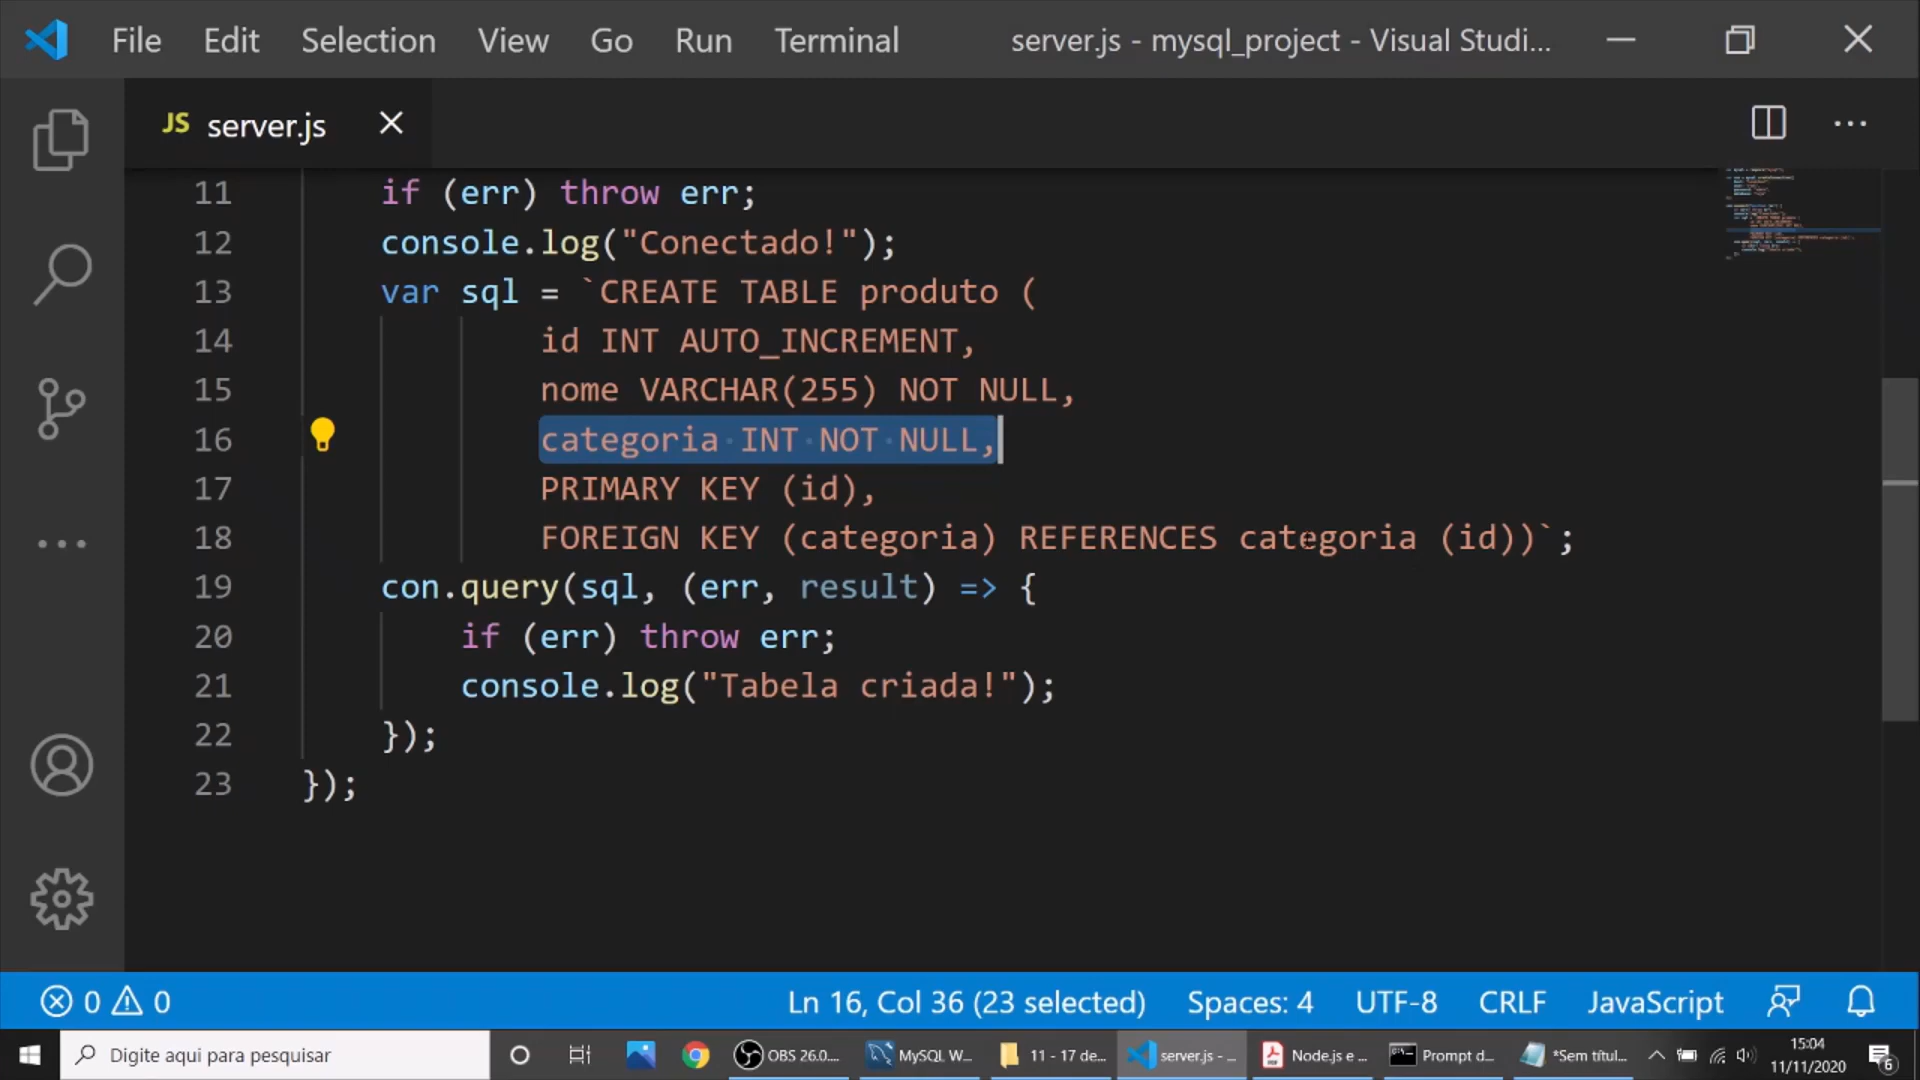 File Edit Selection View Go Run Terminal server.js - mysql_project - Visual Studi...
JS server.js
11 if (err) throw err;
12 console.log("Conectado!");
13 var sql = `CREATE TABLE produto (
14 id INT AUTO_INCREMENT,
15 nome VARCHAR(255) NOT NULL,
16 categoria INT NOT NULL,
17 PRIMARY KEY (id),
18 FOREIGN KEY (categoria) REFERENCES categoria (id))`;
19 con.query(sql, (err, result) => {
20 if (err) throw err;
21 console.log("Tabela criada!");
22 });
23 });
0 0 Ln 16, Col 36 (23 selected) Spaces: 4 UTF-8 CRLF JavaScript
Digite aqui para pesquisar OBS 26.0.... MySQL W... 11 - 17 de... server.js - ... Node.js e ... Prompt d... *Sem títul... 15:04
11/11/2020 6